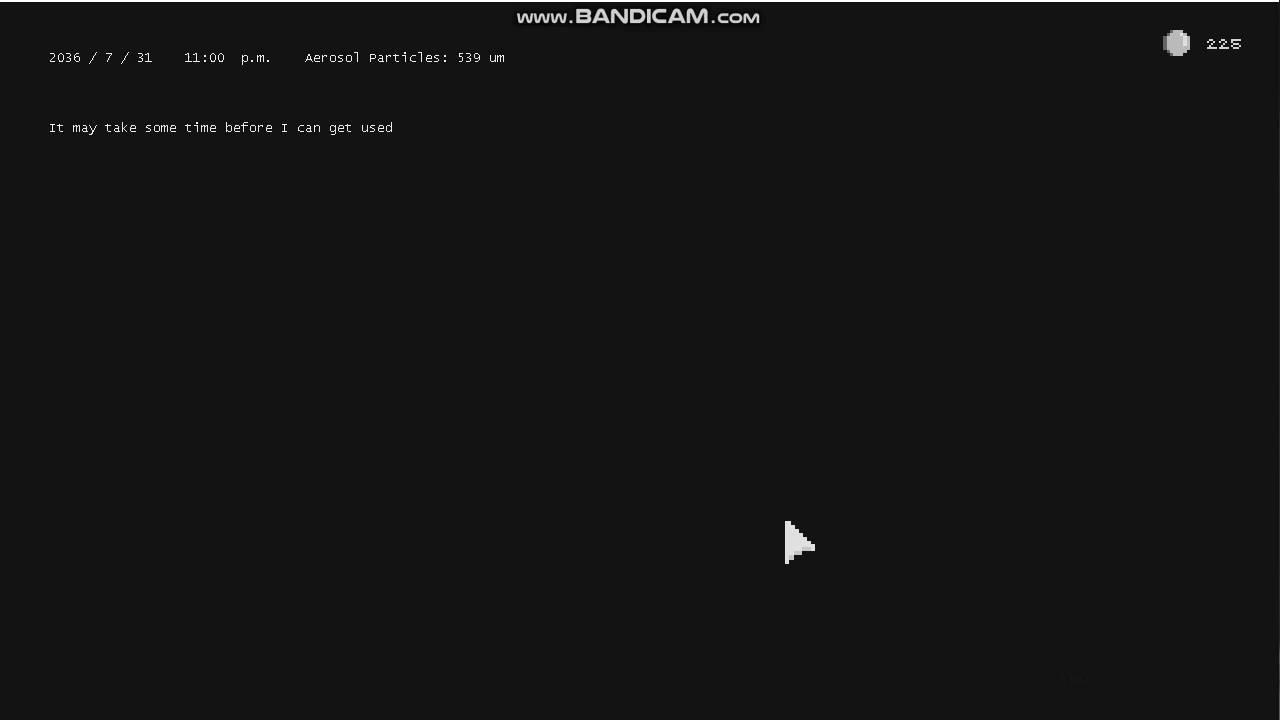 www.BANDICAM.com
225
2036 / 7 / 31 11:00 p.m. Aerosol Particles: 539 um
It may take some time before I can get used